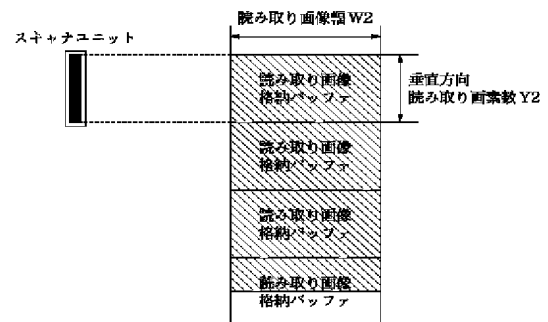 読み取り画像幅W2
スキャナユニット
読み取り画像
格納バッファ
垂直方向
読み取り画素数Y2
読み取り画像
格納バッファ
読み取り画像
格納バッファ
読み取り画像
格納バッファ